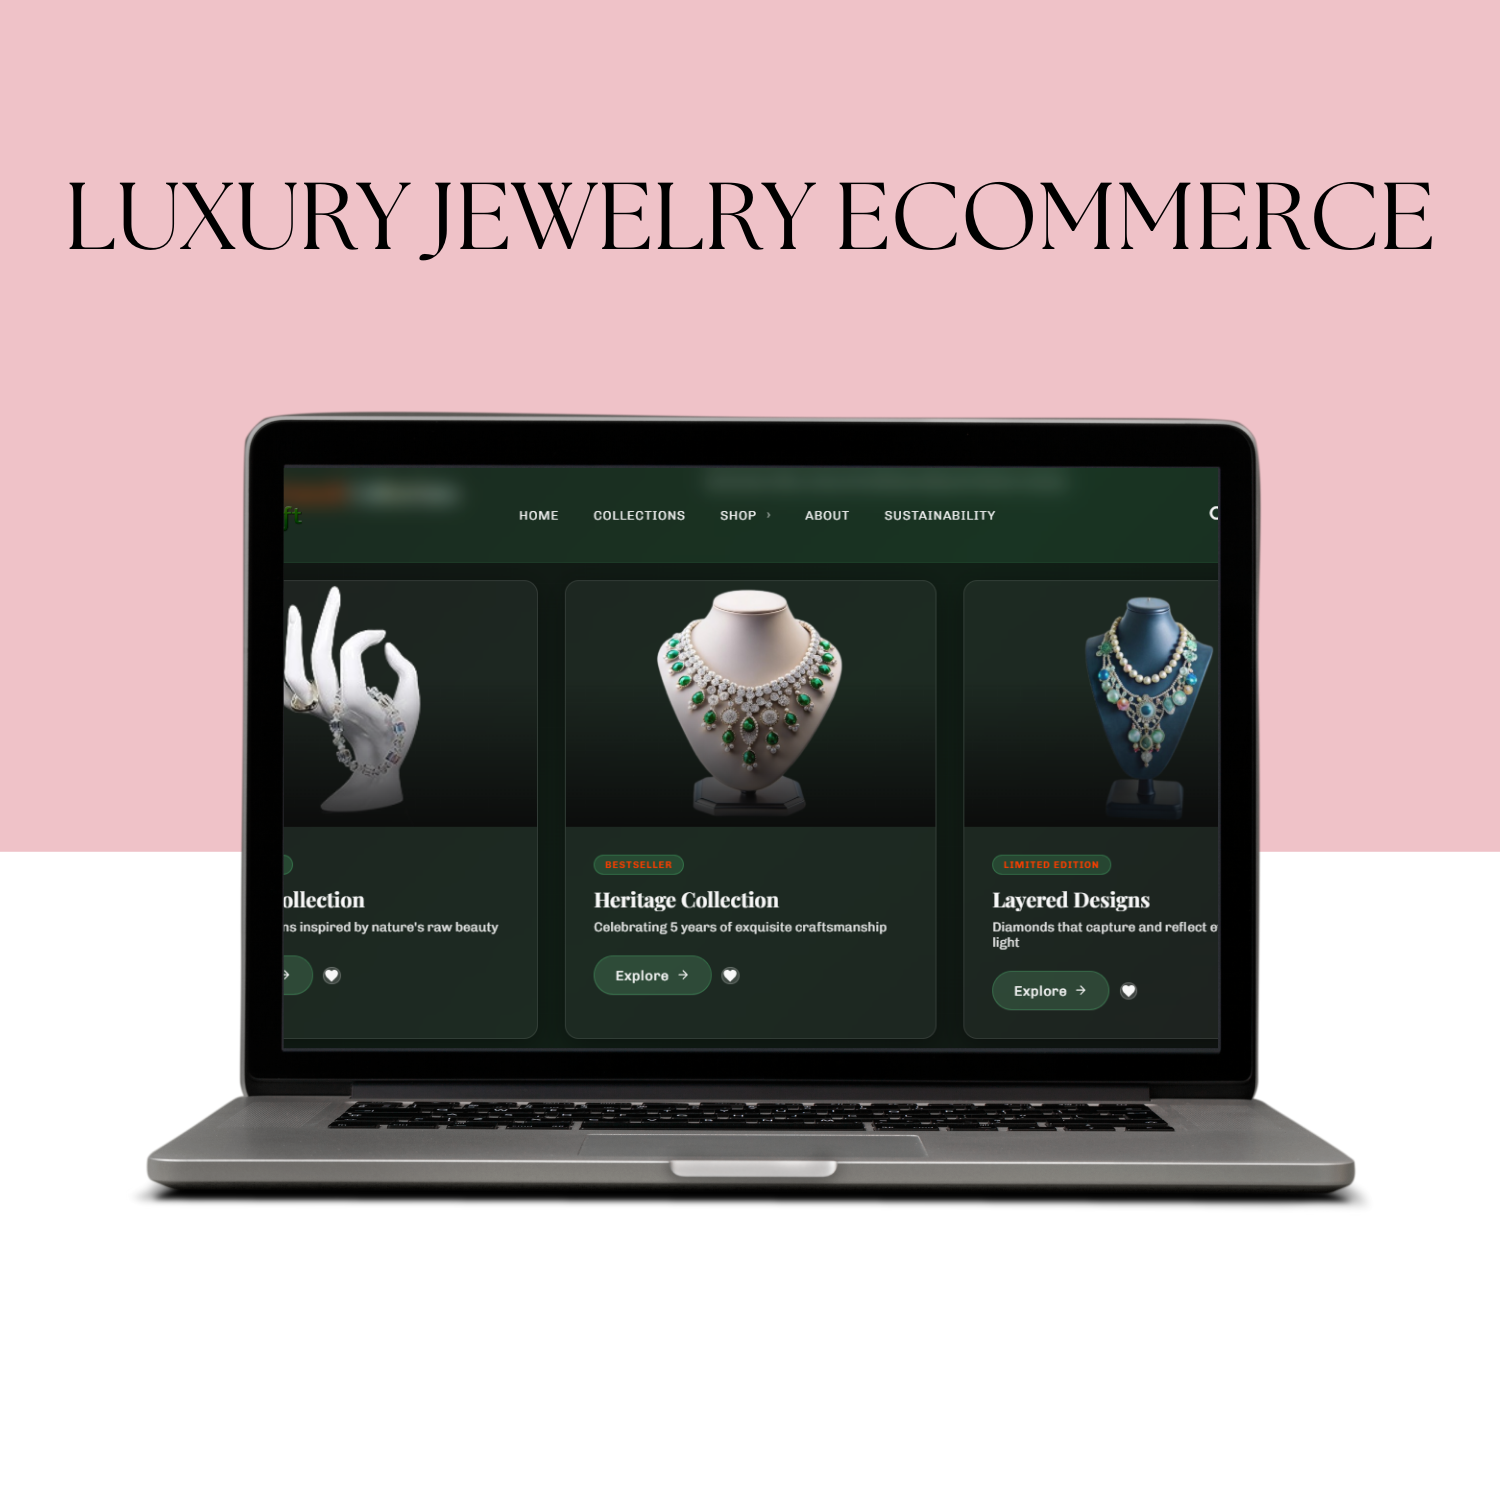 LUXURY JEWELRY ECOMMERCE
ft
HOME COLLECTIONS SHOP › ABOUT SUSTAINABILITY
BESTSELLER
LIMITED EDITION
ollection
Heritage Collection
Layered Designs
ns inspired by nature's raw beauty
Celebrating 5 years of exquisite craftsmanship
Diamonds that capture and reflect
light
Explore →
Explore →